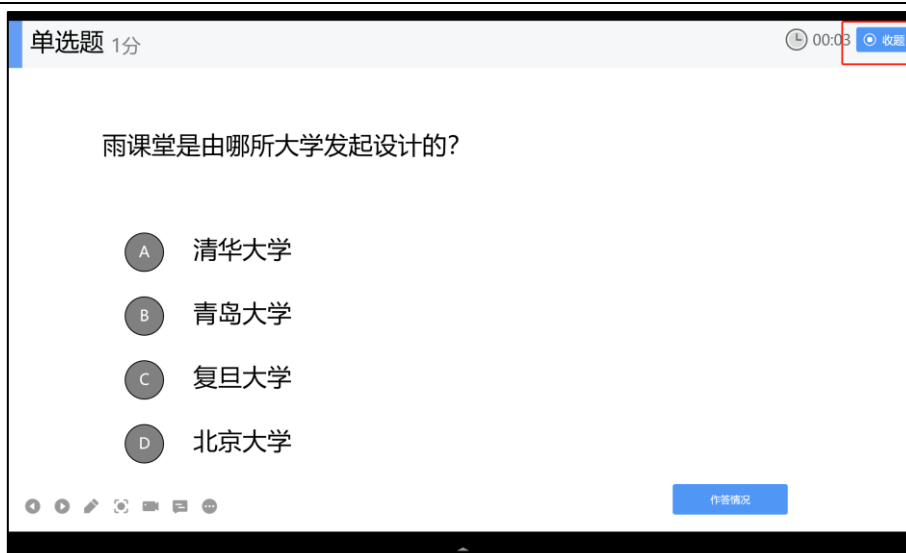 单选题 1分
00:03 收题
雨课堂是由哪所大学发起设计的?
A 清华大学
B 青岛大学
C 复旦大学
D 北京大学
作答情况